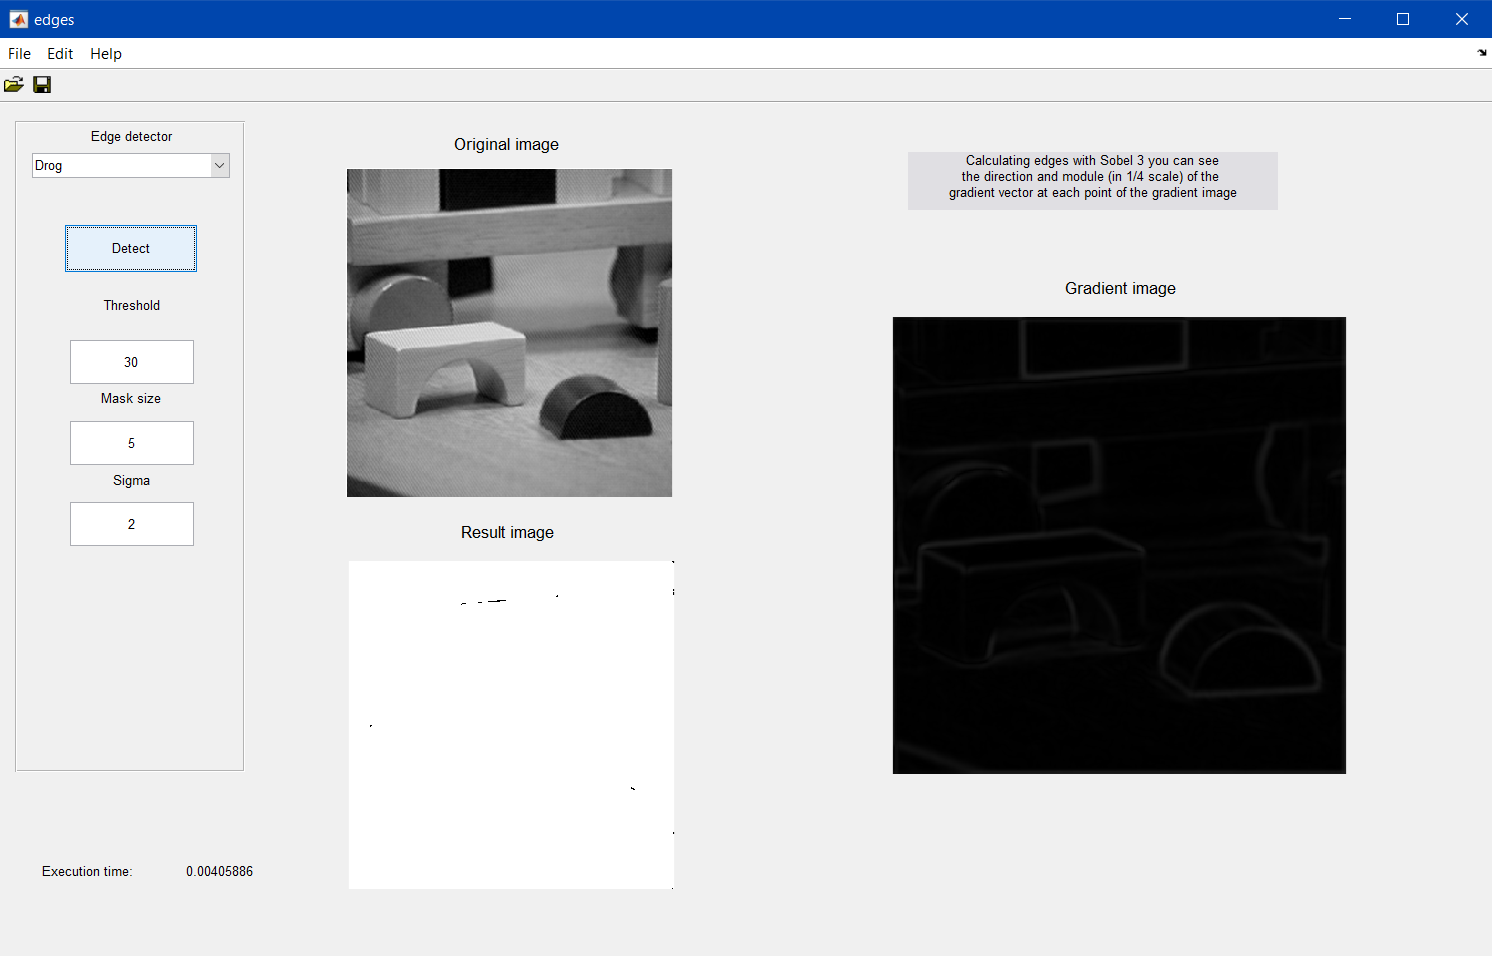 edges
File Edit Help
Edge detector
Drog
Detect
Threshold
30
Mask size
5
Sigma
2
Execution time: 0.00405886
Original image
Result image
Calculating edges with Sobel 3 you can see
the direction and module (in 1/4 scale) of the
gradient vector at each point of the gradient image
Gradient image